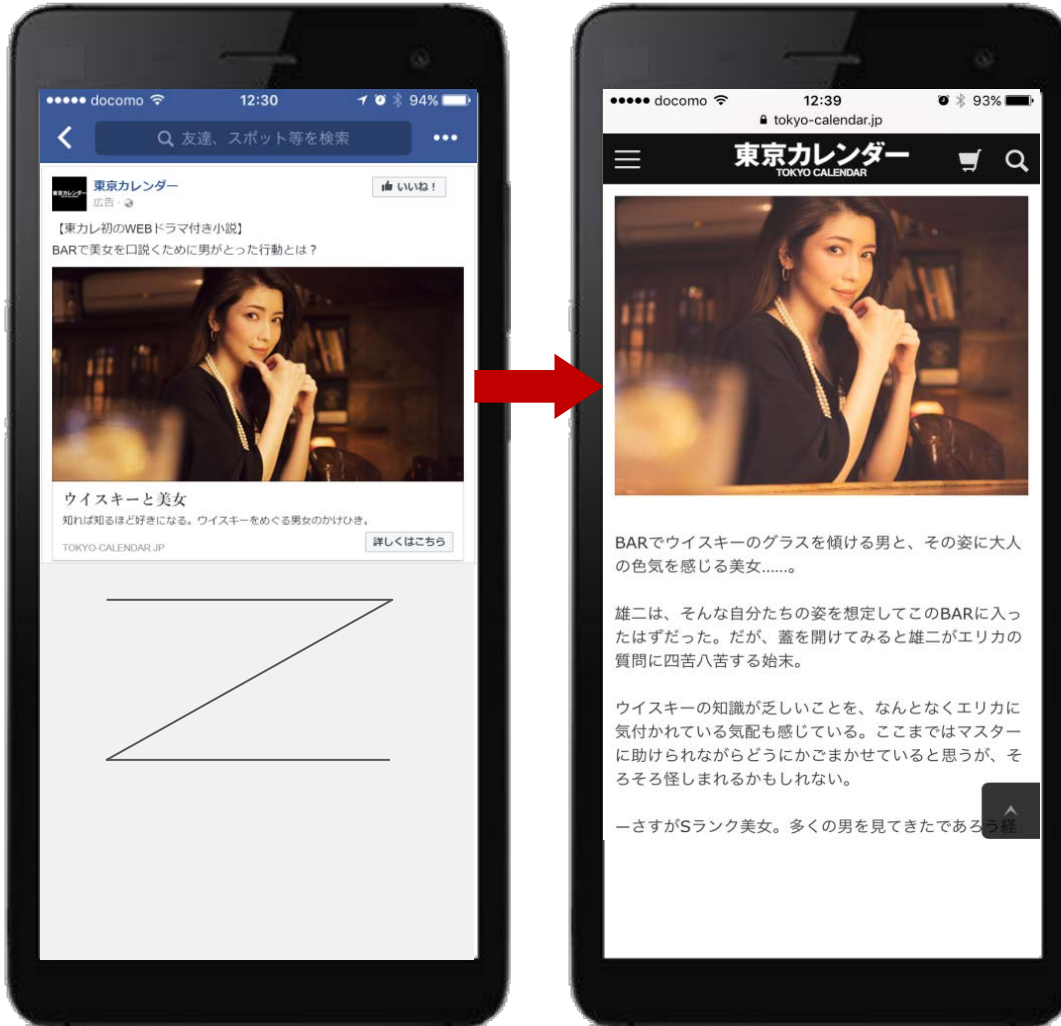 docomo 12:30 94%
友達、スポット等を検索
東京カレンダー
東京カレンダー いいね！
広告
【東カレ初のWEBドラマ付き小説】
BARで美女を口説くために男がとった行動とは？
ウイスキーと美女
知れば知るほど好きになる。ウイスキーをめぐる男女のかけひき。
TOKYO-CALENDAR.JP 詳しくはこちら
docomo 12:39 93%
tokyo-calendar.jp
東京カレンダー
TOKYO CALENDAR
BARでウイスキーのグラスを傾ける男と、その姿に大人
の色気を感じる美女......。
雄二は、そんな自分たちの姿を想定してこのBARに入っ
たはずだった。だが、蓋を開けてみると雄二がエリカの
質問に四苦八苦する始末。
ウイスキーの知識が乏しいことを、なんとなくエリカに
気付かれている気配も感じている。ここまではマスター
に助けられながらどうにかごまかせていると思うが、そ
ろそろ怪しまれるかもしれない。
―さすがSランク美女。多くの男を見てきたであろう経